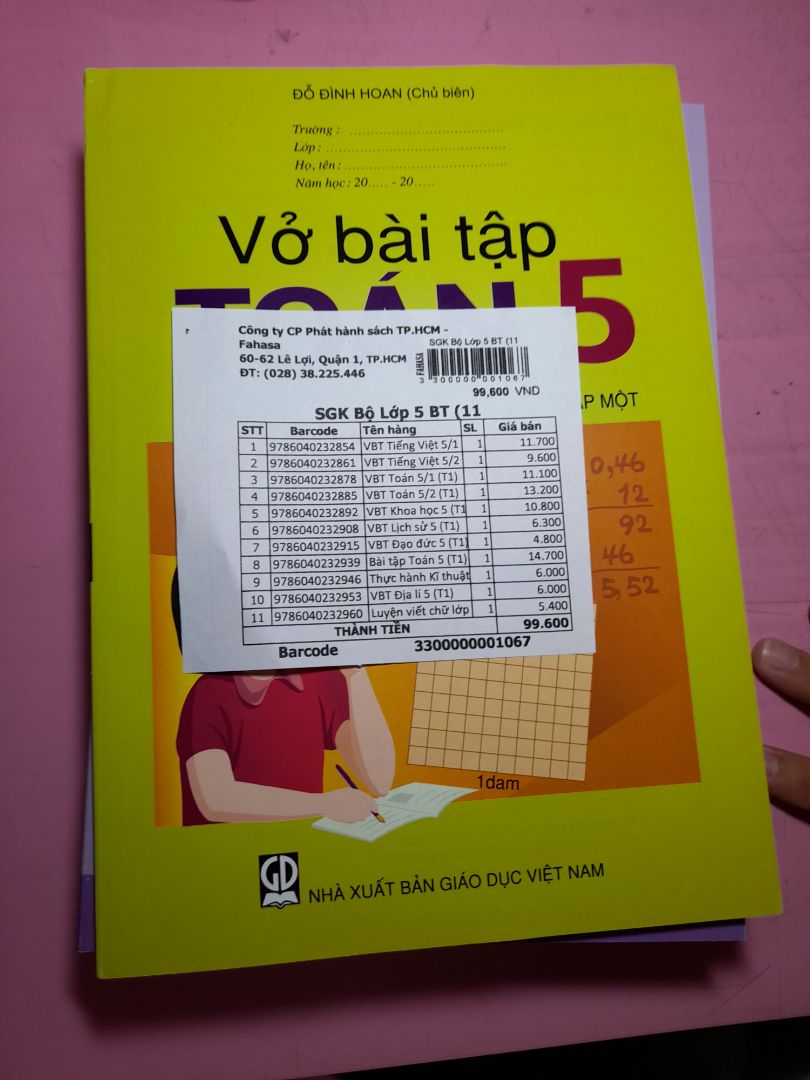 ĐỖ ĐÌNH HOAN (Chủ biên)
Trường : ........................................
Lớp : ...............................................
Họ, tên : ..........................................
Năm học : 20..... - 20.....
Vở bài tập
TOÁN 5
Công ty CP Phát hành sách TP.HCM -
Fahasa
60-62 Lê Lợi, Quận 1, TP.HCM
ĐT: (028) 38.225.446
SGK Bộ Lớp 5 BT (11
FAHASA
3 300000 001067
99,600 VND
ẬP MỘT
SGK Bộ Lớp 5 BT (11
STT Barcode Tên hàng SL Giá bán
1 9786040232854 VBT Tiếng Việt 5/1 1 11.700
2 9786040232861 VBT Tiếng Việt 5/2 1 9.600
3 9786040232878 VBT Toán 5/1 (T1) 1 11.100
4 9786040232885 VBT Toán 5/2 (T1) 1 13.200
5 9786040232892 VBT Khoa học 5 (T1 1 10.800
6 9786040232908 VBT Lịch sử 5 (T1) 1 6.300
7 9786040232915 VBT Đạo đức 5 (T1) 1 4.800
8 9786040232939 Bài tập Toán 5 (T1) 1 14.700
9 9786040232946 Thực hành Kĩ thuật 1 6.000
10 9786040232953 VBT Địa lí 5 (T1) 1 6.000
11 9786040232960 Luyện viết chữ lớp 1 5.400
THÀNH TIỀN 99.600
Barcode 3300000001067
0,46
12
92
46
5,52
1dam
GD
NHÀ XUẤT BẢN GIÁO DỤC VIỆT NAM